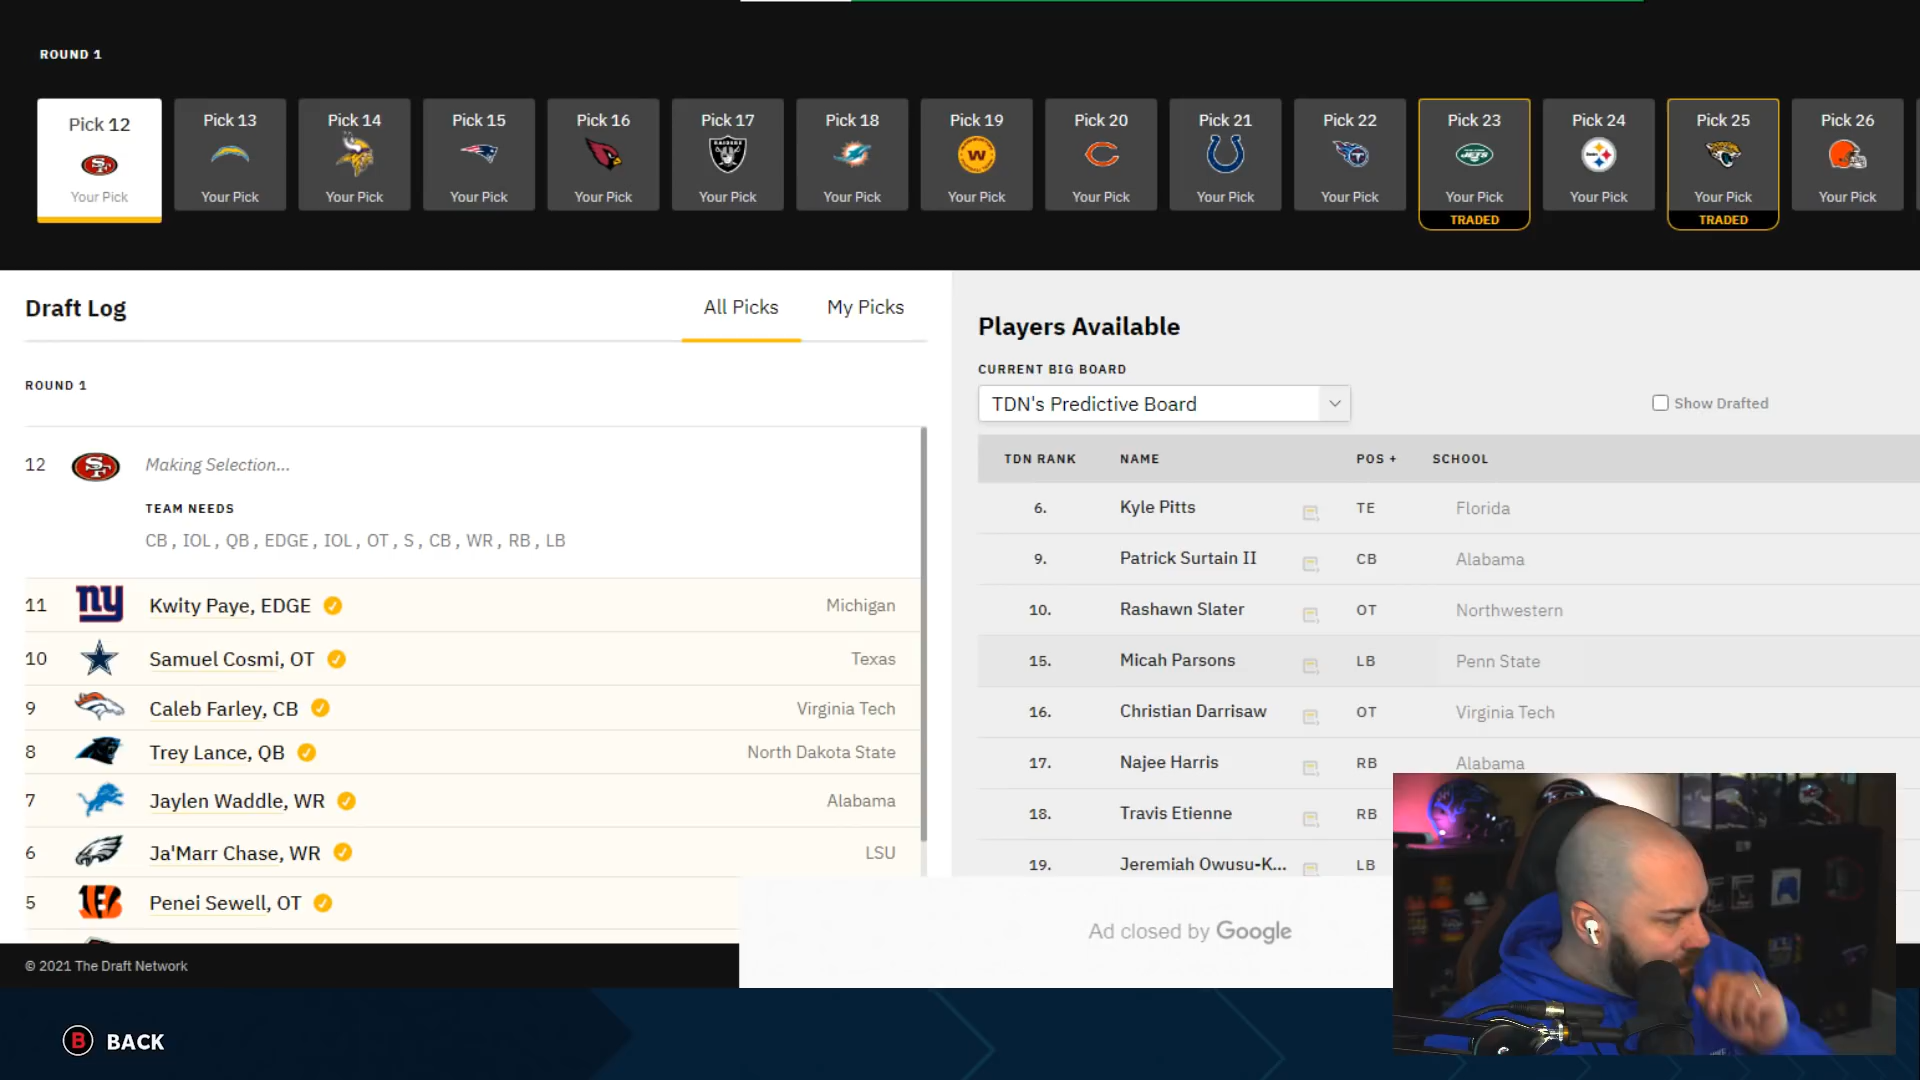 ROUND 1
Pick 12
Your Pick
Pick 13
Your Pick
Pick 14
Your Pick
Pick 15
Your Pick
Pick 16
Your Pick
Pick 17
RAIDERS
Your Pick
Pick 18
Your Pick
Pick 19
W
Your Pick
Pick 20
Your Pick
Pick 21
Your Pick
Pick 22
Your Pick
Pick 23
JETS
Your Pick
TRADED
Pick 24
Your Pick
Pick 25
Your Pick
TRADED
Pick 26
Your Pick
Draft Log
All Picks
My Picks
ROUND 1
12 SF Making Selection...
TEAM NEEDS
CB , IOL , QB , EDGE , IOL , OT , S , CB , WR , RB , LB
11 ny Kwity Paye, EDGE Michigan
10 Samuel Cosmi, OT Texas
9 Caleb Farley, CB Virginia Tech
8 Trey Lance, QB North Dakota State
7 Jaylen Waddle, WR Alabama
6 Ja'Marr Chase, WR LSU
5 Penei Sewell, OT
Players Available
CURRENT BIG BOARD
TDN's Predictive Board
Show Drafted
TDN RANK NAME POS + SCHOOL
6. Kyle Pitts TE Florida
9. Patrick Surtain II CB Alabama
10. Rashawn Slater OT Northwestern
15. Micah Parsons LB Penn State
16. Christian Darrisaw OT Virginia Tech
17. Najee Harris RB Alabama
18. Travis Etienne RB
19. Jeremiah Owusu-K... LB
Ad closed by Google
© 2021 The Draft Network
B BACK